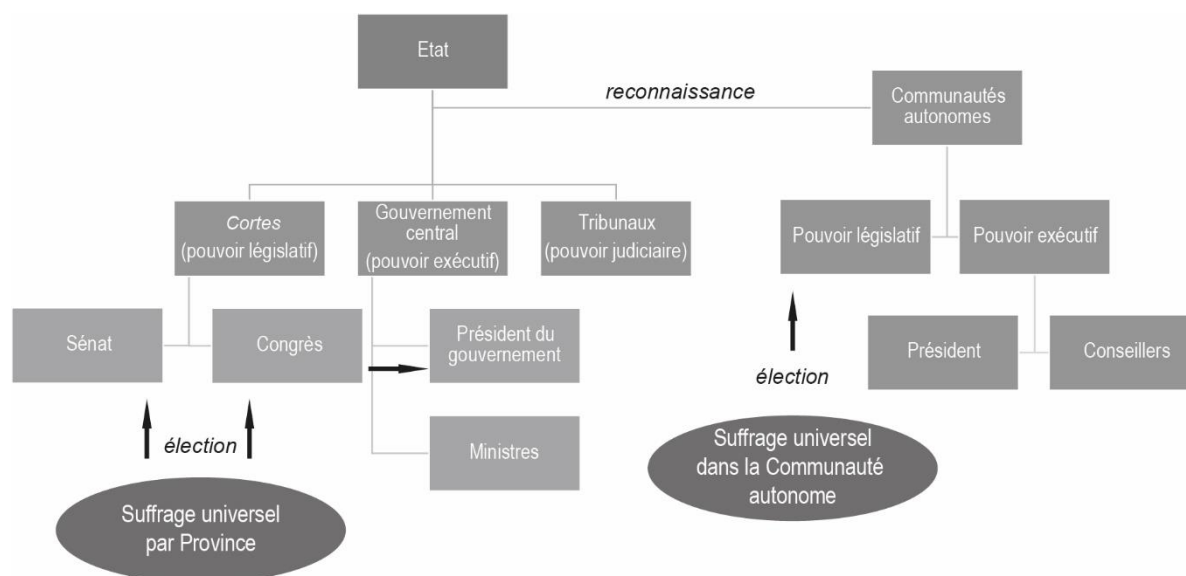 Etat
reconnaissance
Communautés
autonomes
Cortes
(pouvoir législatif)
Gouvernement
central
(pouvoir exécutif)
Tribunaux
(pouvoir judiciaire)
Pouvoir législatif
Pouvoir exécutif
Sénat
Congrès
Président du
gouvernement
Président
Conseillers
élection
Ministres
élection
Suffrage universel
par Province
Suffrage universel
dans la Communauté
autonome